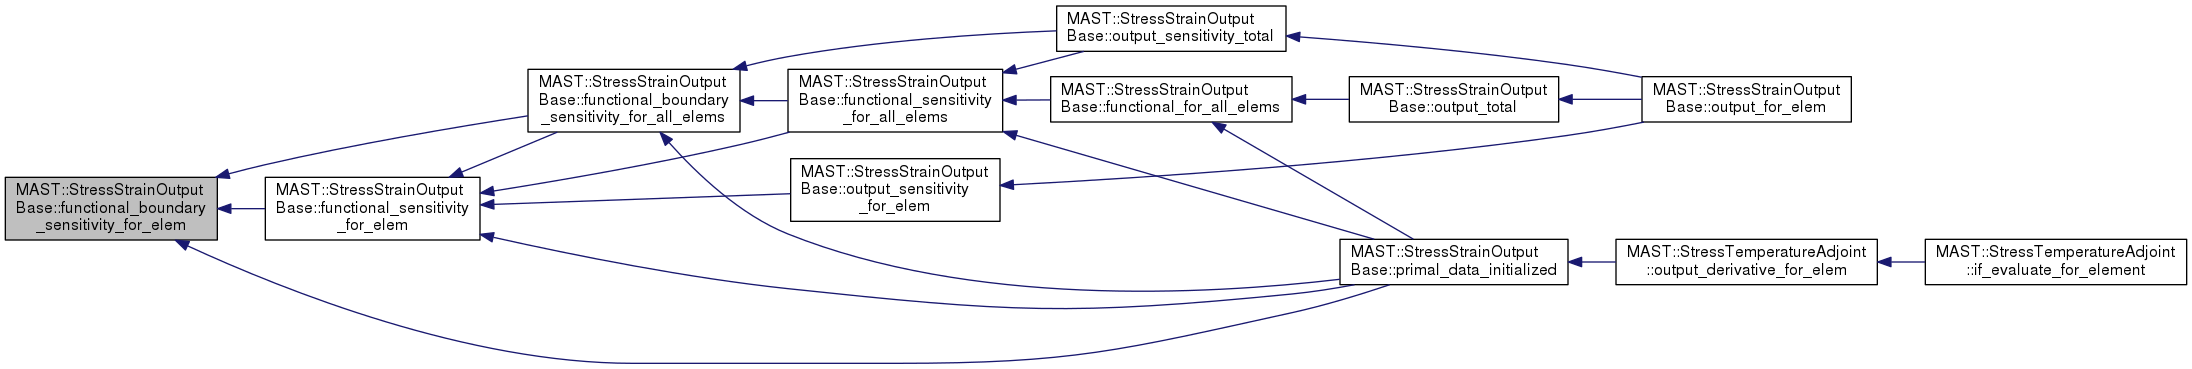 MAST::StressStrainOutput
Base::functional_boundary
_sensitivity_for_elem
MAST::StressStrainOutput
Base::functional_sensitivity
_for_elem
MAST::StressStrainOutput
Base::functional_boundary
_sensitivity_for_all_elems
MAST::StressStrainOutput
Base::functional_sensitivity
_for_all_elems
MAST::StressStrainOutput
Base::output_sensitivity
_for_elem
MAST::StressStrainOutput
Base::output_sensitivity_total
MAST::StressStrainOutput
Base::functional_for_all_elems
MAST::StressStrainOutput
Base::output_total
MAST::StressStrainOutput
Base::output_for_elem
MAST::StressStrainOutput
Base::primal_data_initialized
MAST::StressTemperatureAdjoint
::output_derivative_for_elem
MAST::StressTemperatureAdjoint
::if_evaluate_for_element